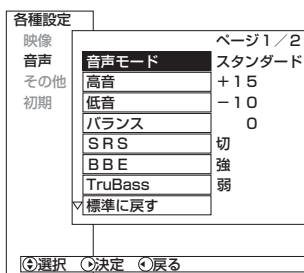 各種設定
映像
音声
その他
初期
ページ1/2
音声モード スタンダード
高音 +15
低音 -10
バランス 0
SRS 切
BBE 強
TruBass 弱
▽標準に戻す
選択 決定 戻る